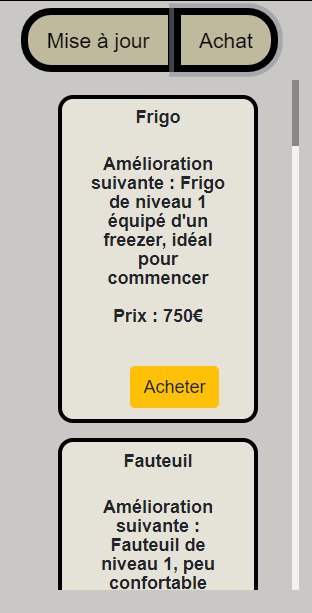 Mise à jour
Achat
Frigo
Amélioration
suivante : Frigo
de niveau 1
équipé d'un
freezer, idéal
pour
commencer
Prix : 750€
Acheter
Fauteuil
Amélioration
suivante :
Fauteuil de
niveau 1, peu
confortable